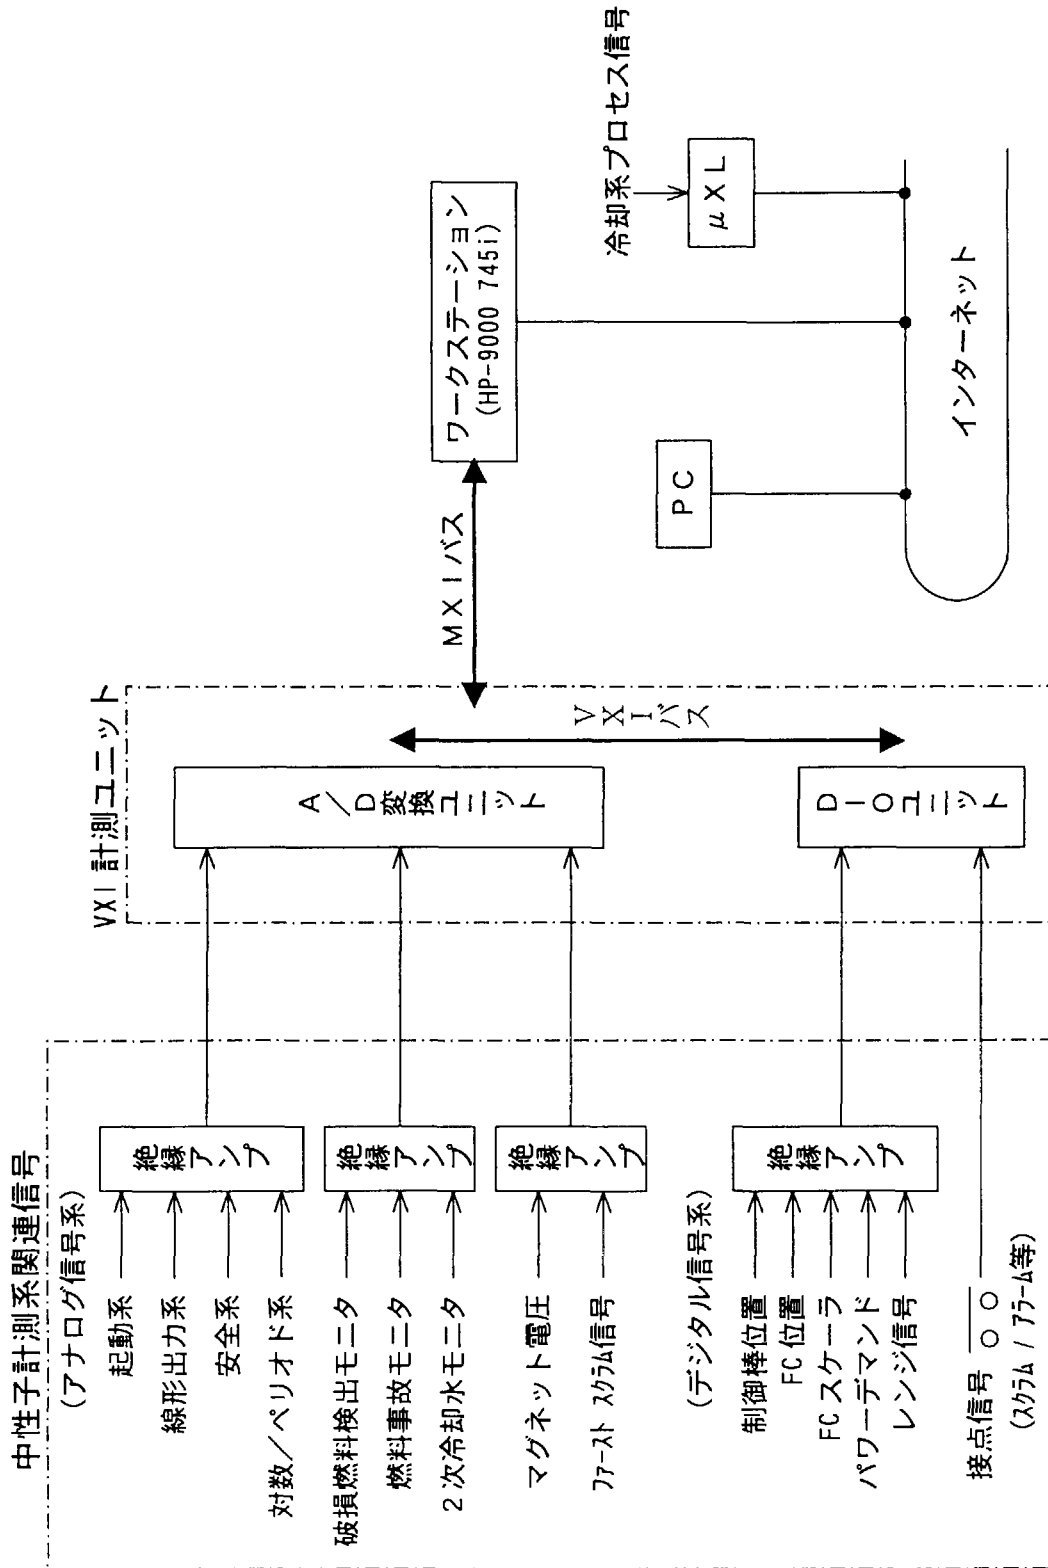 中性子計測系関連信号
(アナログ信号系)
起動系
線形出力系
安全系
対数／ペリオド系
絶縁アンプ
破損燃料検出モニタ
燃料事故モニタ
2次冷却水モニタ
絶縁アンプ
マグネット電圧
ファースト スクラム信号
絶縁アンプ
(デジタル信号系)
制御棒位置
FC位置
FCスケーラ
パワーデマンド
レンジ信号
絶縁アンプ
接点信号
(スクラム / アラーム等)
VXI計測ユニット
A／D変換ユニット
DIOユニット
VXIバス
MXIバス
ワークステーション
(HP-9000 745i)
冷却系プロセス信号
μXL
PC
インターネット